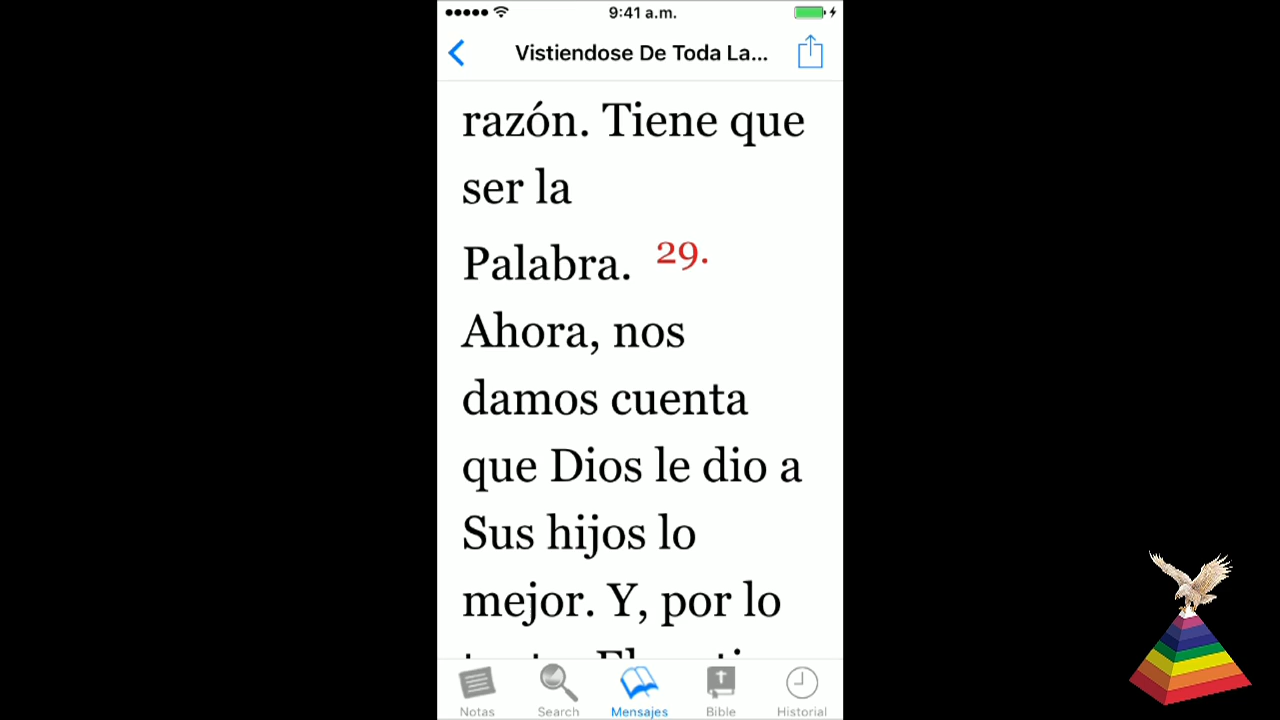 9:41 a.m.
Vistiendose De Toda La...
razón. Tiene que
ser la
Palabra. 29.
Ahora, nos
damos cuenta
que Dios le dio a
Sus hijos lo
mejor. Y, por lo
Notas Search Mensajes Bible Historial